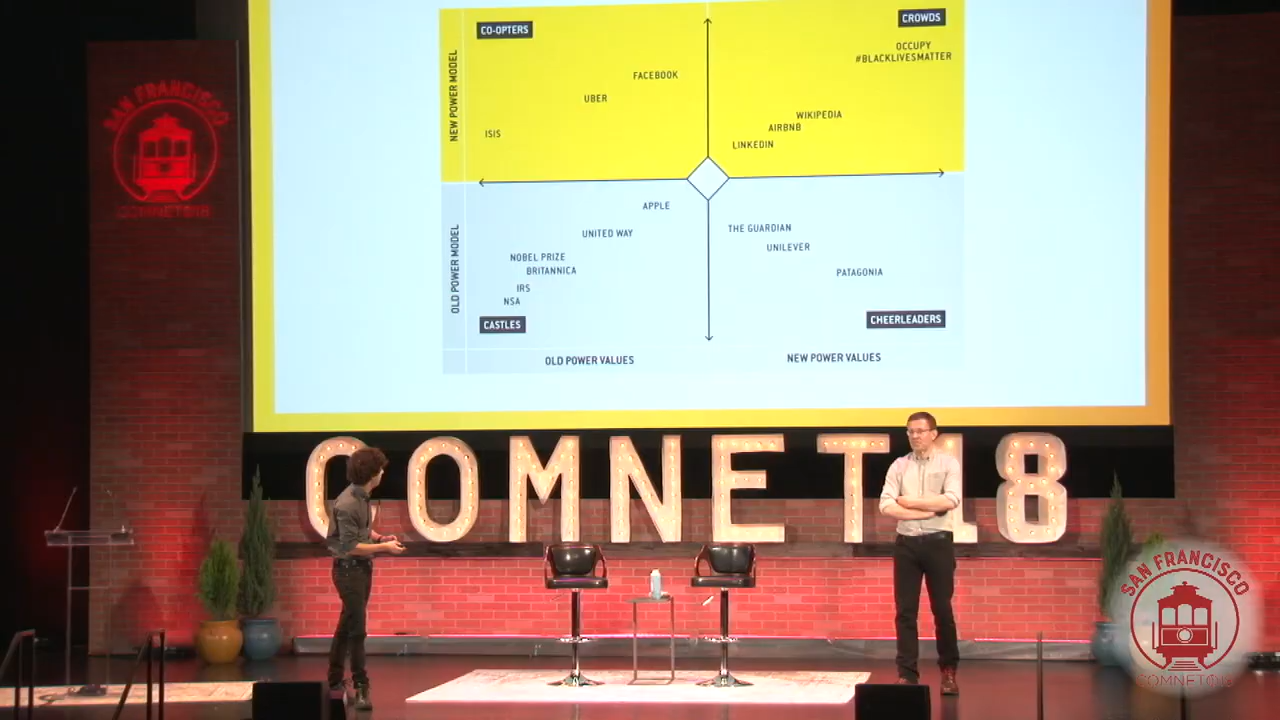 CO-OPTERS
CROWDS
OCCUPY
#BLACKLIVESMATTER
NEW POWER MODEL
FACEBOOK
UBER
ISIS
WIKIPEDIA
AIRBNB
LINKEDIN
APPLE
UNITED WAY
NOBEL PRIZE
BRITANNICA
IRS
NSA
CASTLES
OLD POWER MODEL
THE GUARDIAN
UNILEVER
PATAGONIA
CHEERLEADERS
OLD POWER VALUES
NEW POWER VALUES
SAN FRANCISCO
COMNET18
COMNET18
SAN FRANCISCO
COMNET18